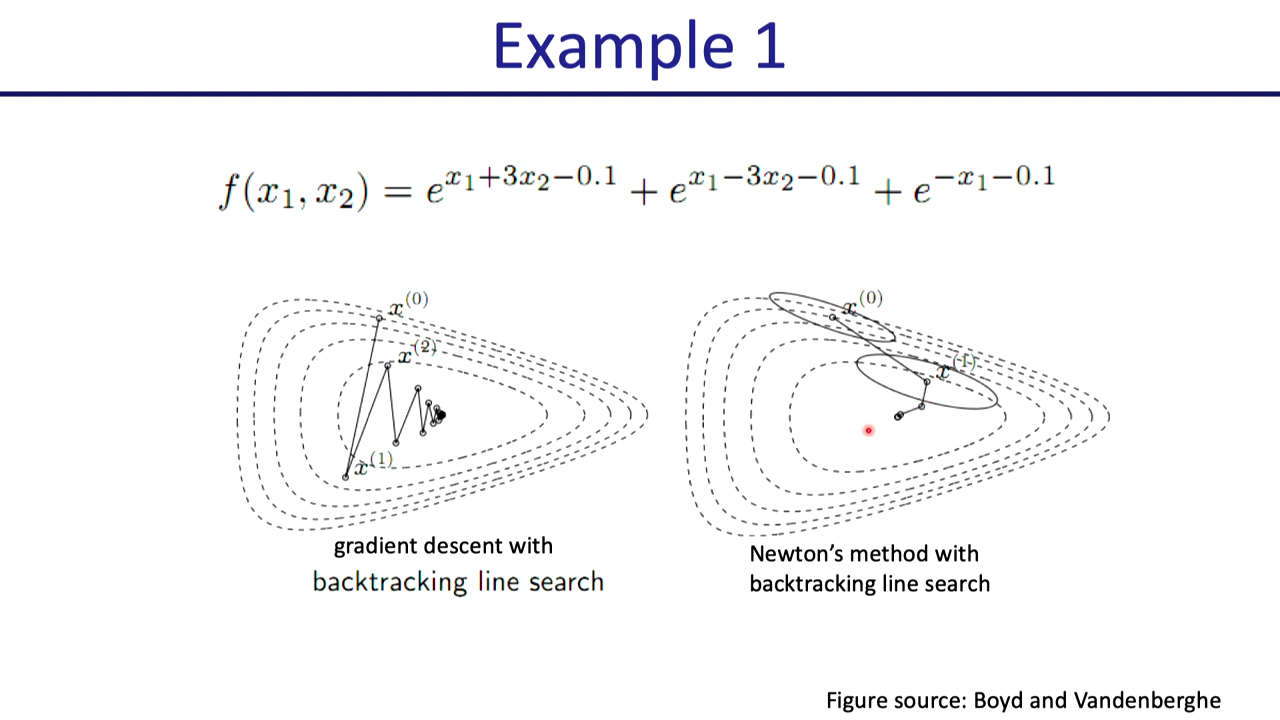 Example 1
f(x₁, x₂) = e^{x₁+3x₂−0.1} + e^{x₁−3x₂−0.1} + e^{−x₁−0.1}
x^{(0)}
x^{(2)}
x^{(1)}
x^{(0)}
x^{(1)}
gradient descent with
backtracking line search
Newton’s method with
backtracking line search
Figure source: Boyd and Vandenberghe